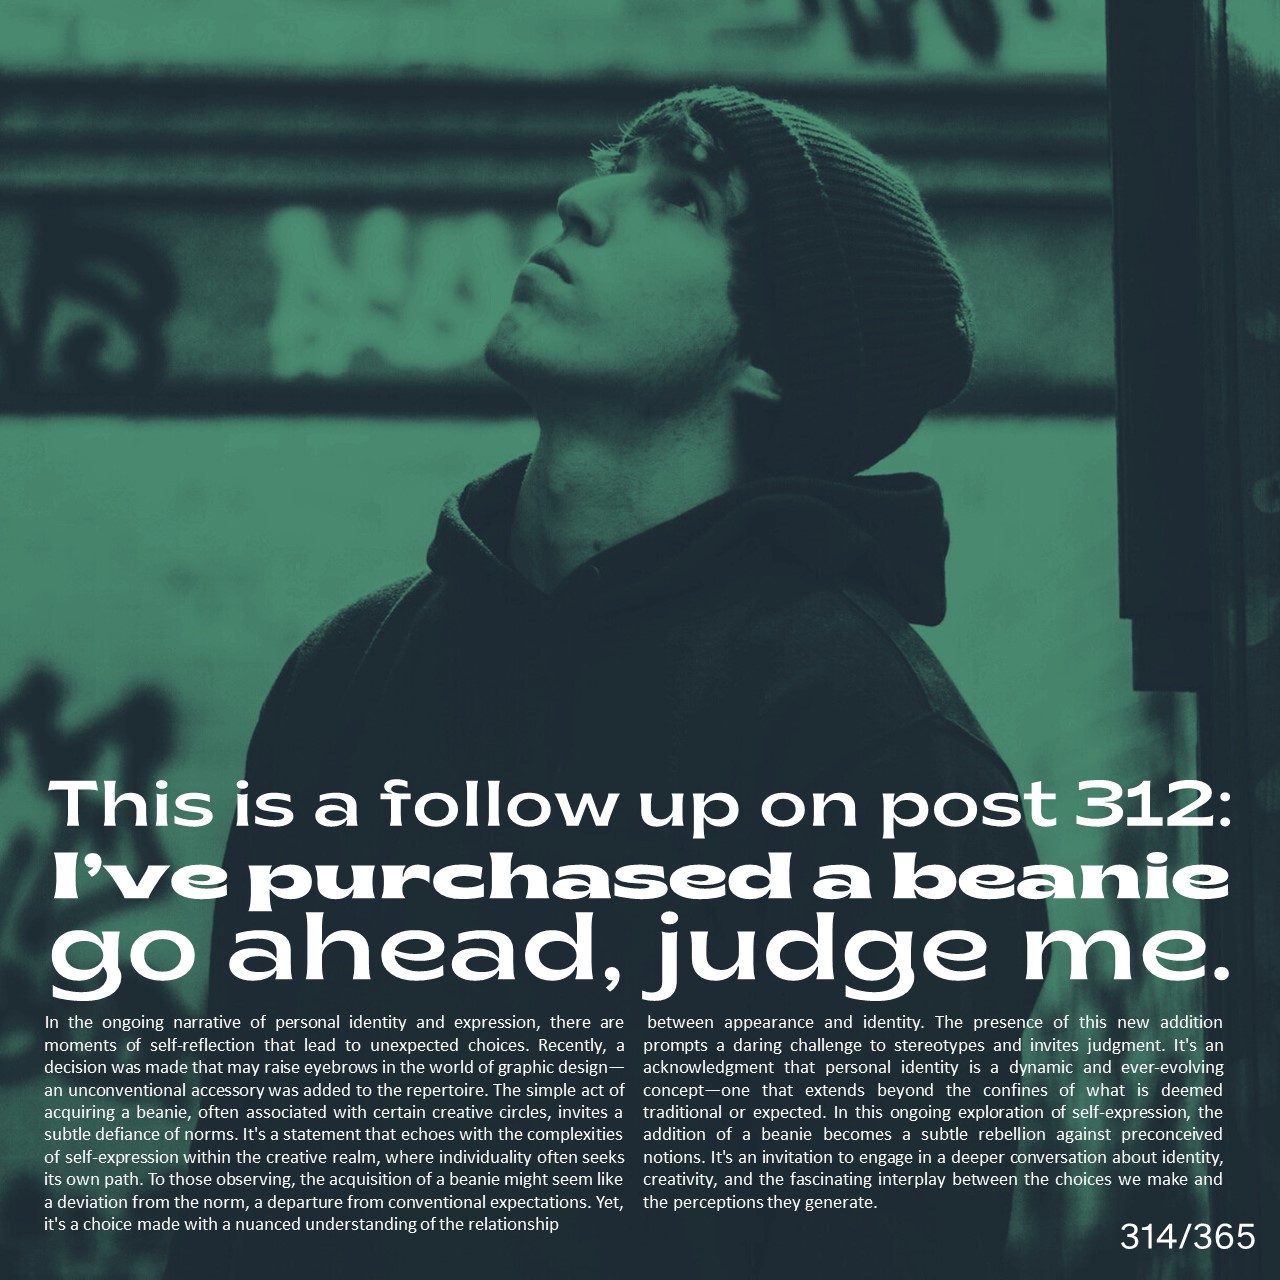 This is a follow up on post 312:
I've purchased a beanie
go ahead, judge me.
In the ongoing narrative of personal identity and expression, there are
moments of self-reflection that lead to unexpected choices. Recently, a
decision was made that may raise eyebrows in the world of graphic design—
an unconventional accessory was added to the repertoire. The simple act of
acquiring a beanie, often associated with certain creative circles, invites a
subtle defiance of norms. It's a statement that echoes with the complexities
of self-expression within the creative realm, where individuality often seeks
its own path. To those observing, the acquisition of a beanie might seem like
a deviation from the norm, a departure from conventional expectations. Yet,
it's a choice made with a nuanced understanding of the relationship
between appearance and identity. The presence of this new addition
prompts a daring challenge to stereotypes and invites judgment. It's an
acknowledgment that personal identity is a dynamic and ever-evolving
concept—one that extends beyond the confines of what is deemed
traditional or expected. In this ongoing exploration of self-expression, the
addition of a beanie becomes a subtle rebellion against preconceived
notions. It's an invitation to engage in a deeper conversation about identity,
creativity, and the fascinating interplay between the choices we make and
the perceptions they generate.
314/365